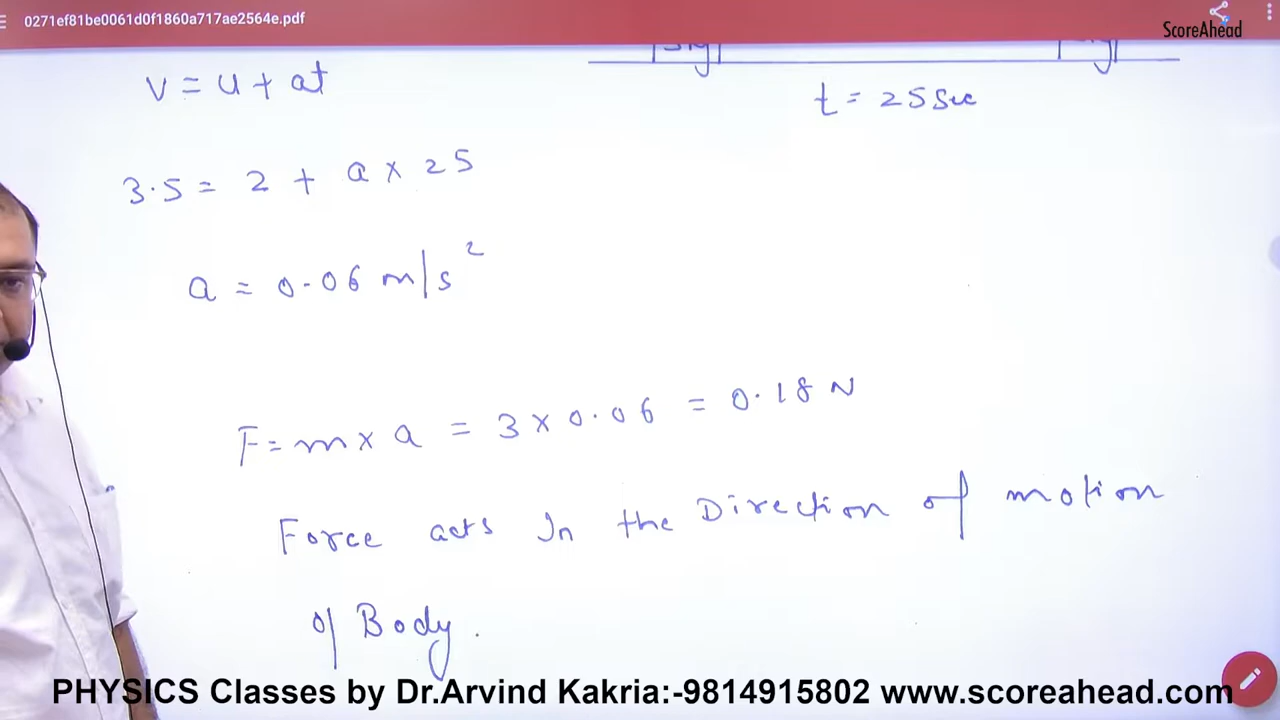 0271ef81be0061d0f1860a717ae2564e.pdf
ScoreAhead
v = u + at
t = 25 Sec
3.5 = 2 + a × 25
a = 0.06 m/s²
F = m × a = 3 × 0.06 = 0.18 N
Force acts In the Direction of motion
of Body.
PHYSICS Classes by Dr.Arvind Kakria:-9814915802 www.scoreahead.com